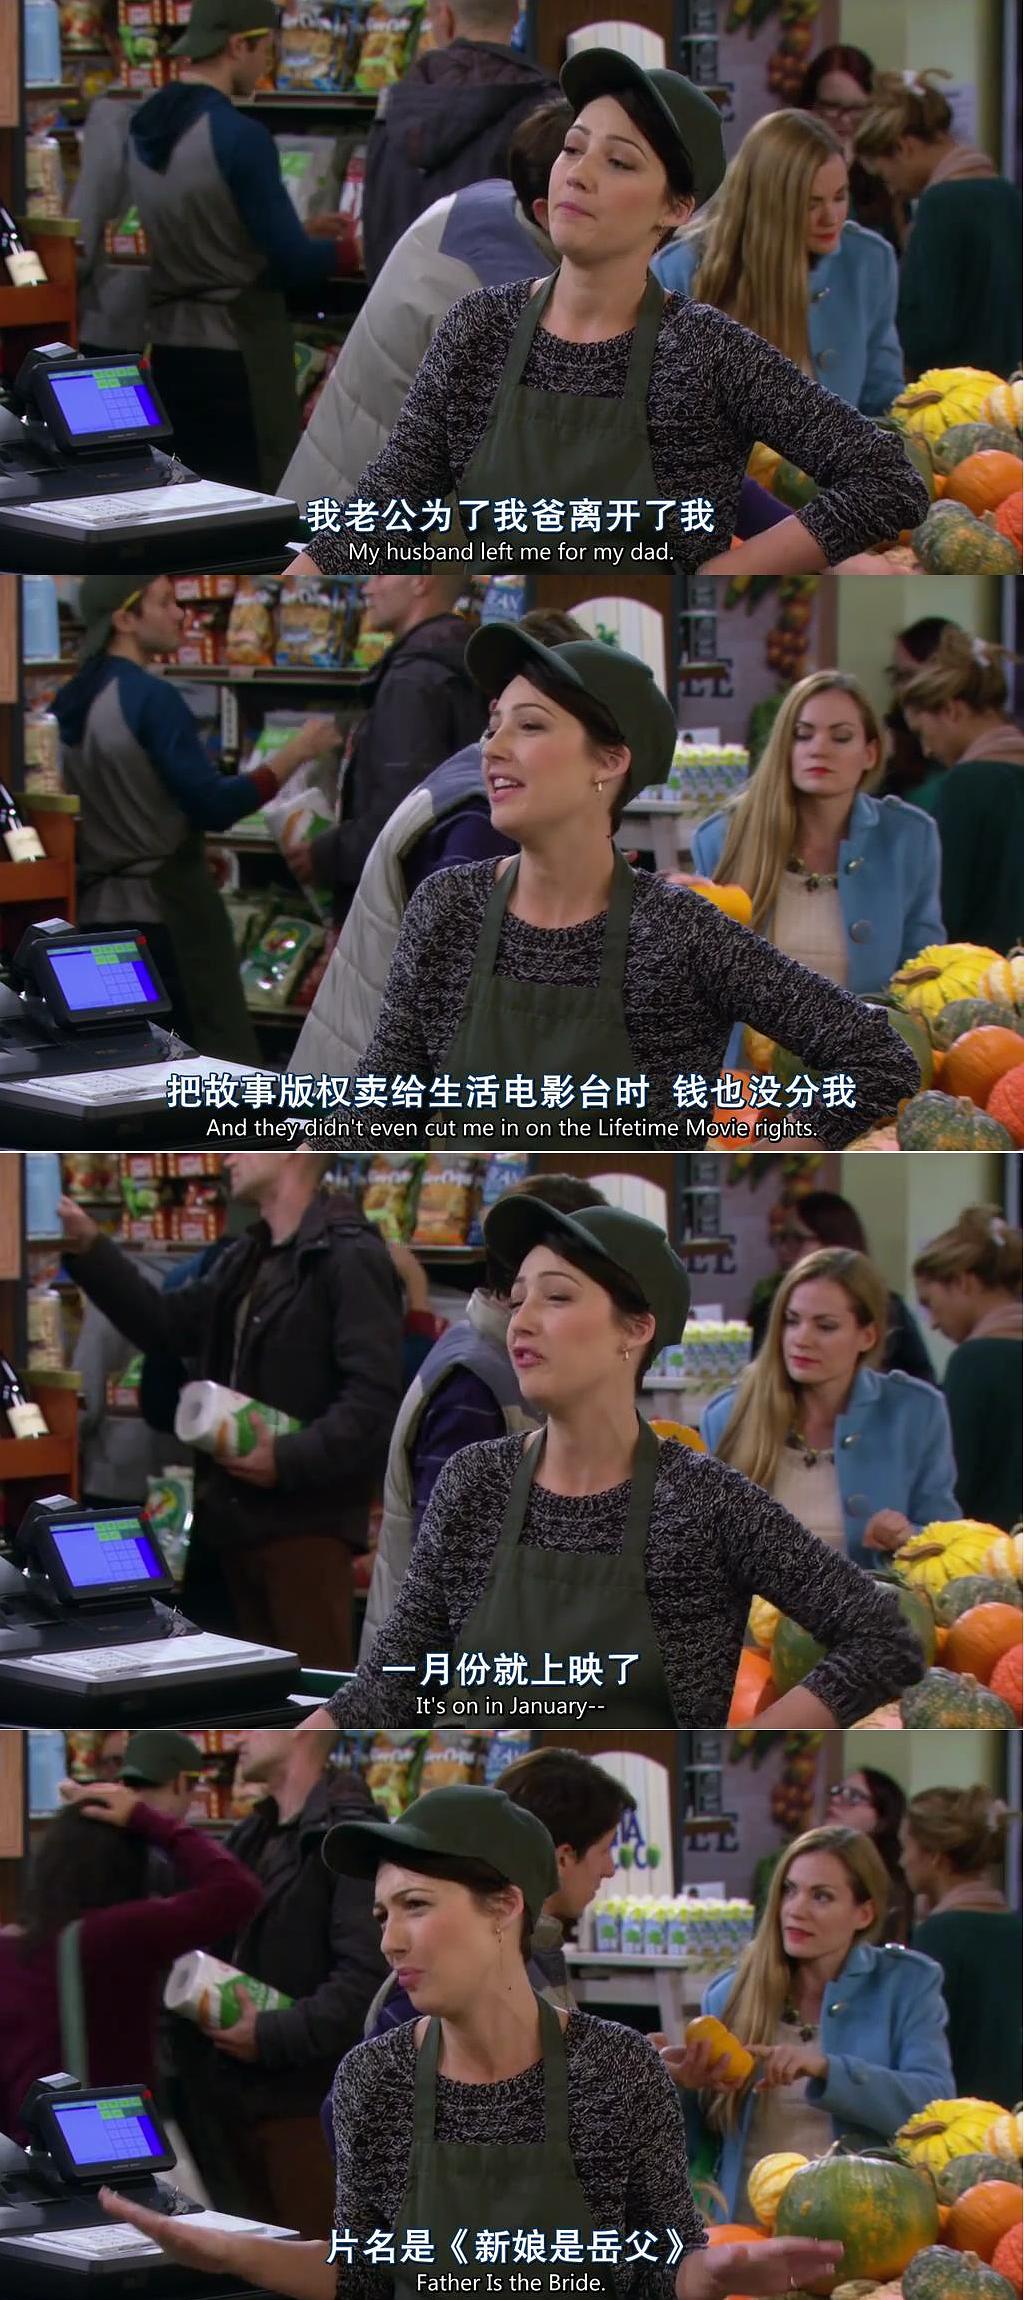 我老公为了我爸离开了我
My husband left me for my dad.
把故事版权卖给生活电影台时 钱也没分我
And they didn't even cut me in on the Lifetime Movie rights.
一月份就上映了
It's on in January--
片名是《新娘是岳父》
Father Is the Bride.